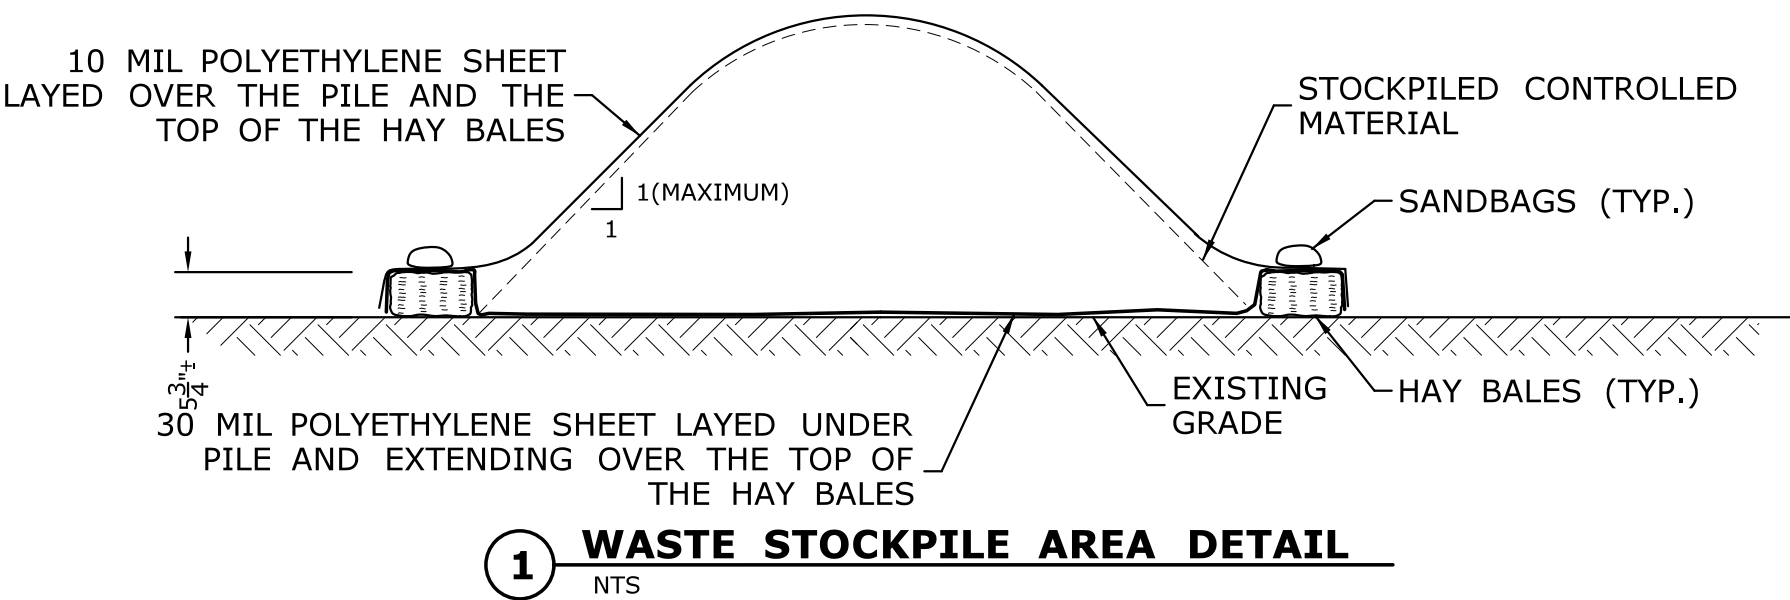 10 MIL POLYETHYLENE SHEET
LAYED OVER THE PILE AND THE
TOP OF THE HAY BALES
STOCKPILED CONTROLLED
MATERIAL
1(MAXIMUM)
1
SANDBAGS (TYP.)
5 3/4"±
EXISTING
GRADE
HAY BALES (TYP.)
30 MIL POLYETHYLENE SHEET LAYED UNDER
PILE AND EXTENDING OVER THE TOP OF
THE HAY BALES
1 WASTE STOCKPILE AREA DETAIL
NTS